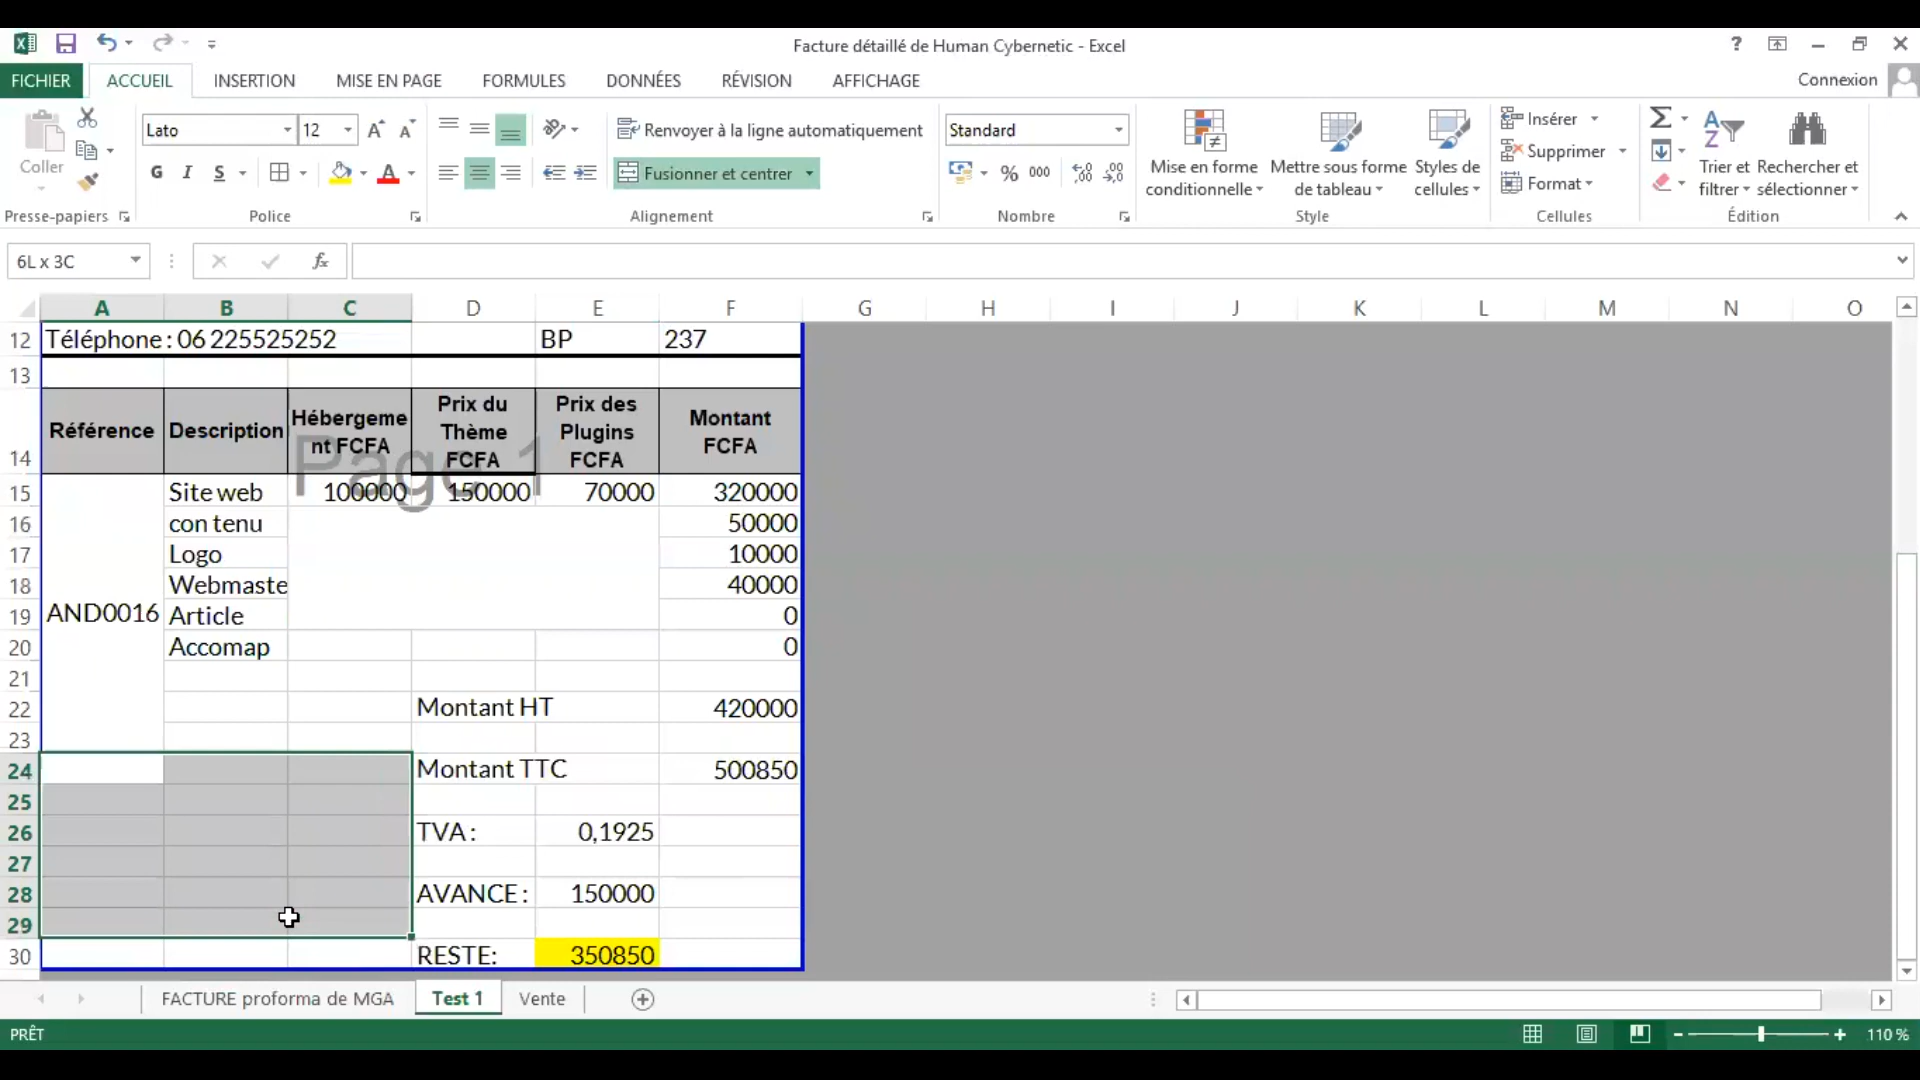 Facture détaillé de Human Cybernetic - Excel
?
FICHIER ACCUEIL INSERTION MISE EN PAGE FORMULES DONNÉES RÉVISION AFFICHAGE Connexion
Coller
Presse-papiers
Lato 12
G I S
Police
Renvoyer à la ligne automatiquement
Fusionner et centrer
Alignement
Standard
% 000
Nombre
Mise en forme conditionnelle
Mettre sous forme de tableau
Styles de cellules
Style
Insérer
Supprimer
Format
Cellules
Trier et filtrer
Rechercher et sélectionner
Édition
6L x 3C fx
A B C D E F G H I J K L M N O
12 Téléphone : 06 225525252 BP 237
13
14 Référence Description Hébergeme nt FCFA Prix du Thème FCFA Prix des Plugins FCFA Montant FCFA
Page 1
15 Site web 100000 150000 70000 320000
16 con tenu 50000
17 Logo 10000
18 Webmaste 40000
19 AND0016 Article 0
20 Accomap 0
21
22 Montant HT 420000
23
24 Montant TTC 500850
25
26 TVA : 0,1925
27
28 AVANCE : 150000
29
30 RESTE: 350850
FACTURE proforma de MGA Test 1 Vente
PRÊT 110 %